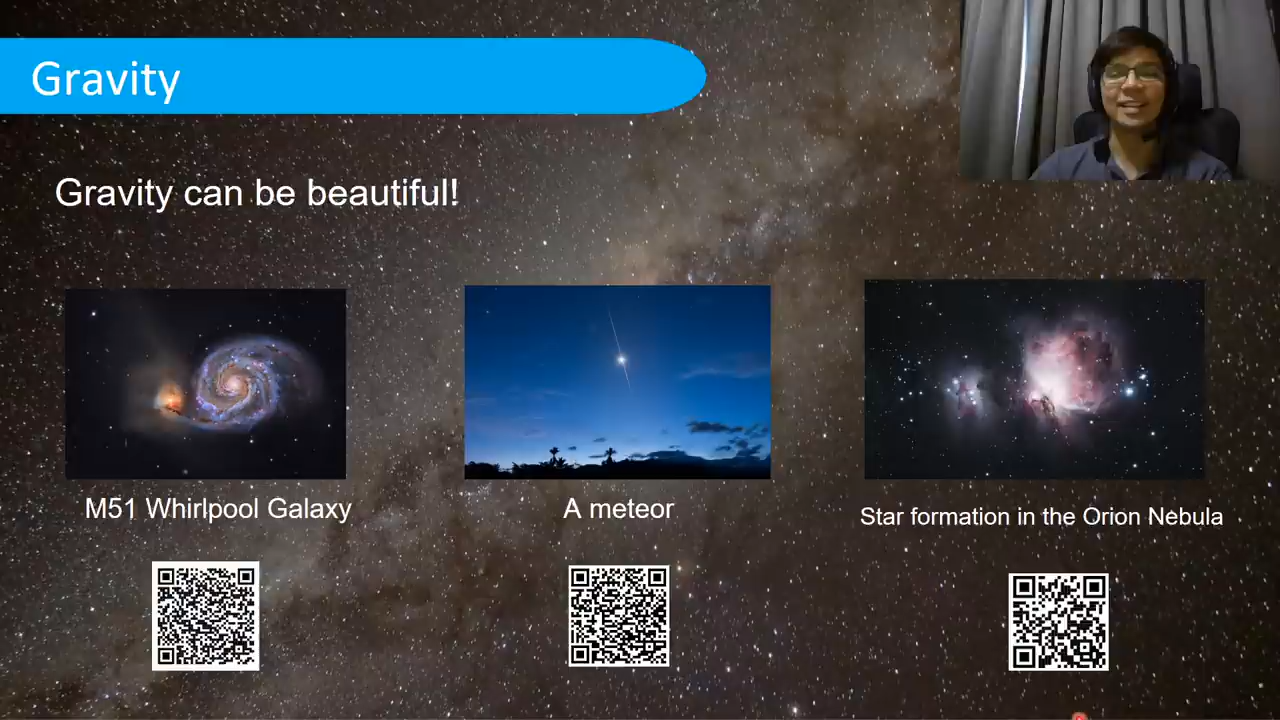 Gravity
Gravity can be beautiful!
M51 Whirlpool Galaxy
A meteor
Star formation in the Orion Nebula